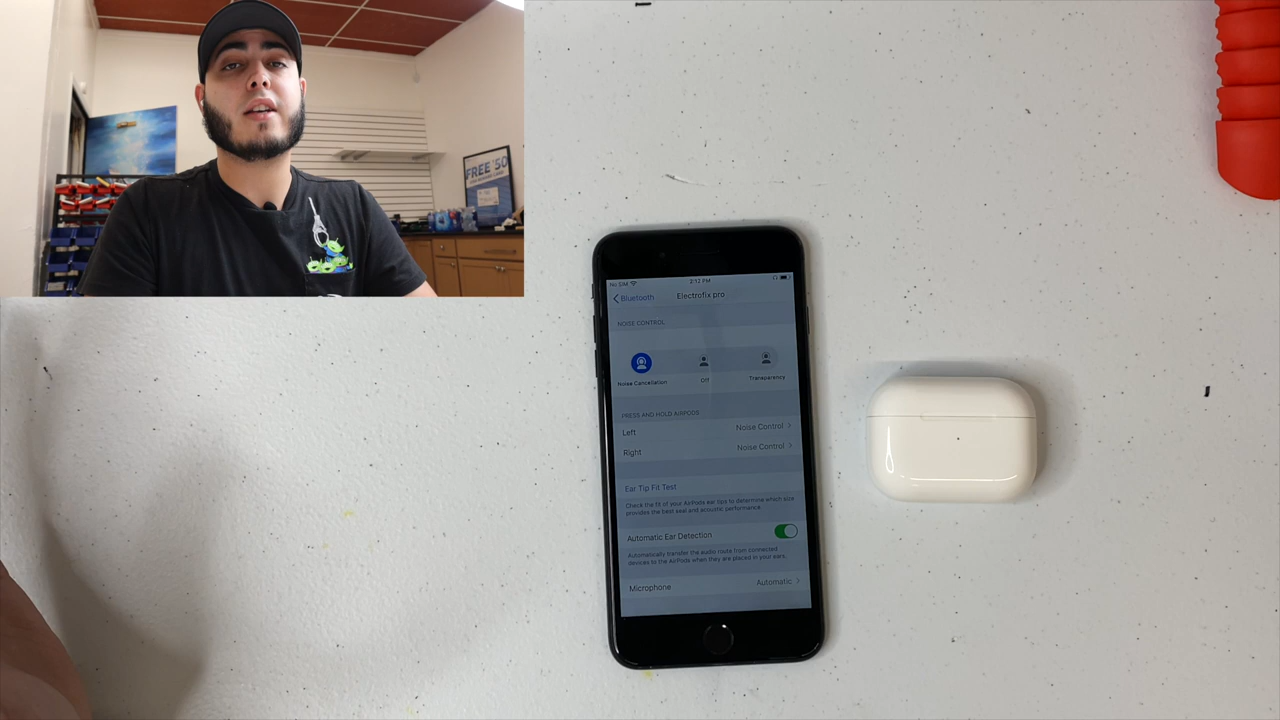 FREE $50
No SIM
3:12 PM
Bluetooth
Electrofix pro
NOISE CONTROL
Noise Cancellation
Off
Transparency
PRESS AND HOLD AIRPODS
Left
Noise Control
Right
Noise Control
Ear Tip Fit Test
Check the fit of your AirPods ear tips to determine which size
provides the best seal and acoustic performance.
Automatic Ear Detection
Automatically transfer the audio route from connected
devices to the AirPods when they are placed in your ears.
Microphone
Automatic